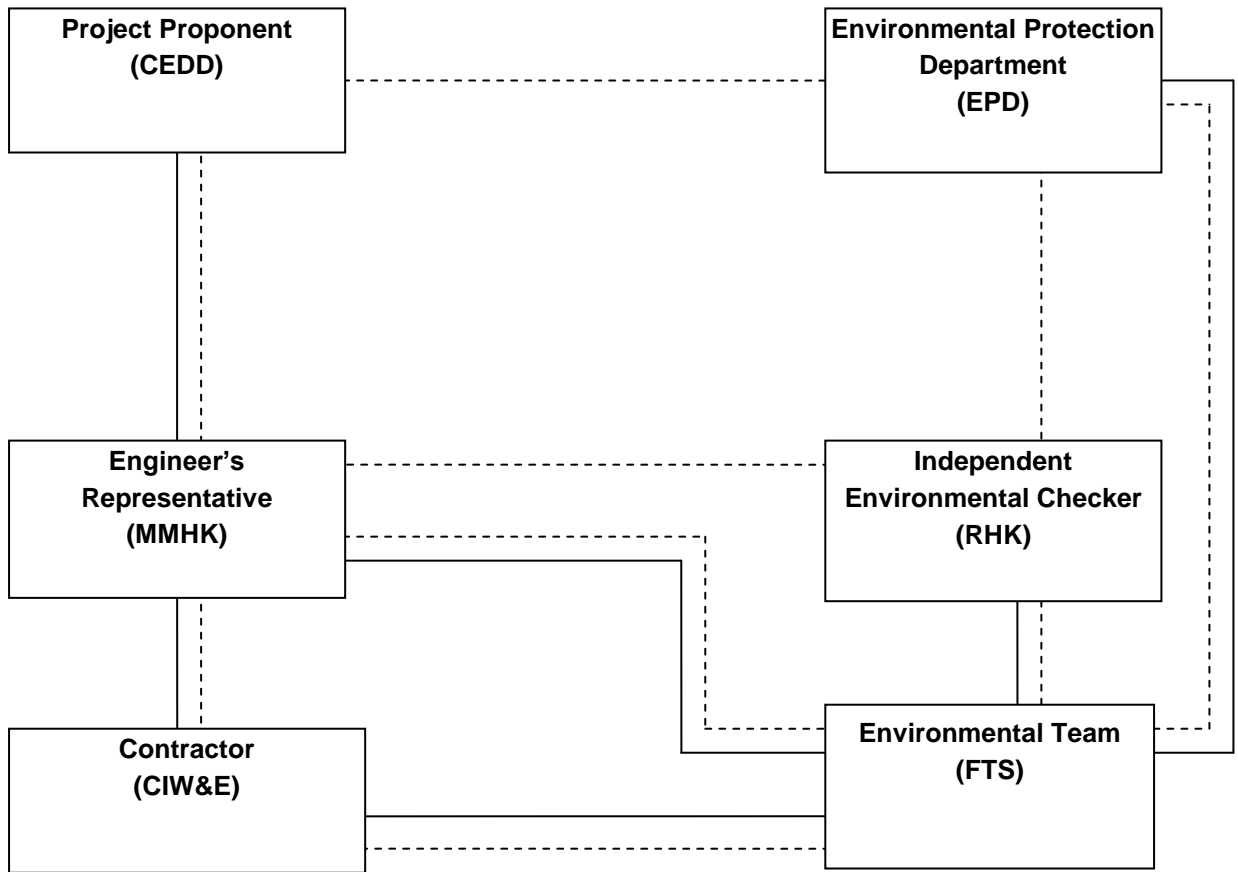 Project Proponent
(CEDD)
Environmental Protection
Department
(EPD)
Engineer’s
Representative
(MMHK)
Independent
Environmental Checker
(RHK)
Contractor
(CIW&E)
Environmental Team
(FTS)